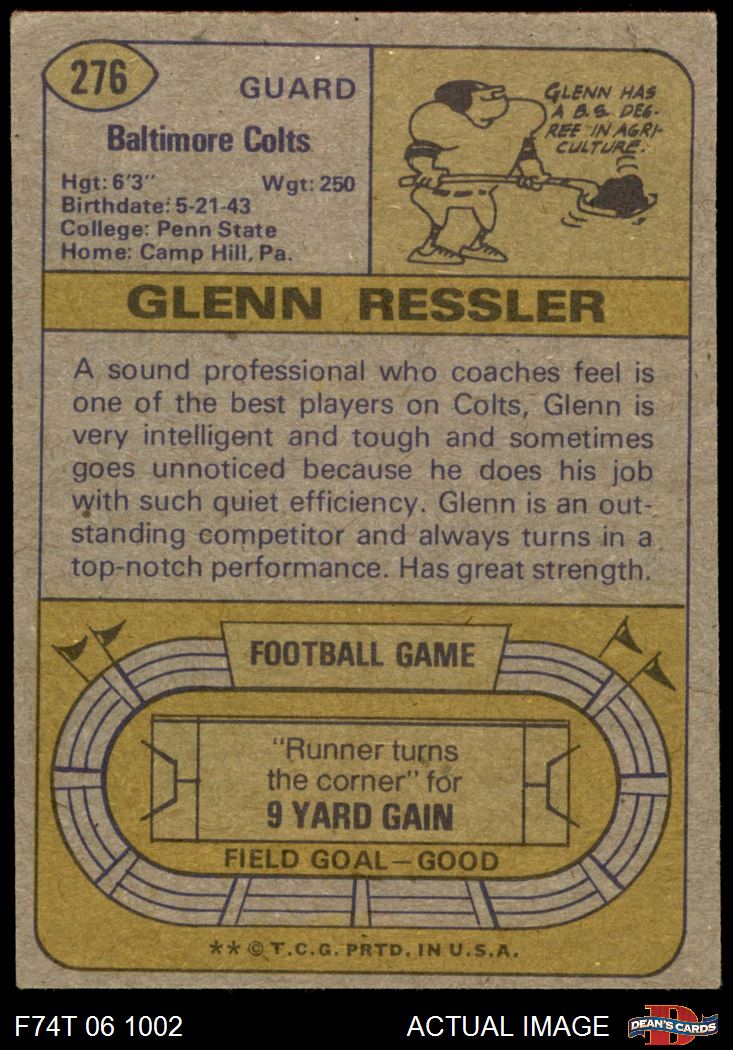 276
GUARD
Baltimore Colts
Hgt: 6'3" Wgt: 250
Birthdate: 5-21-43
College: Penn State
Home: Camp Hill, Pa.
GLENN HAS
A B.S. DEG-
REE IN AGRI-
CULTURE.
GLENN RESSLER
A sound professional who coaches feel is
one of the best players on Colts, Glenn is
very intelligent and tough and sometimes
goes unnoticed because he does his job
with such quiet efficiency. Glenn is an out-
standing competitor and always turns in a
top-notch performance. Has great strength.
FOOTBALL GAME
"Runner turns
the corner" for
9 YARD GAIN
FIELD GOAL—GOOD
** © T.C.G. PRTD. IN U.S.A.
F74T 06 1002 ACTUAL IMAGE
D
DEAN'S CARDS